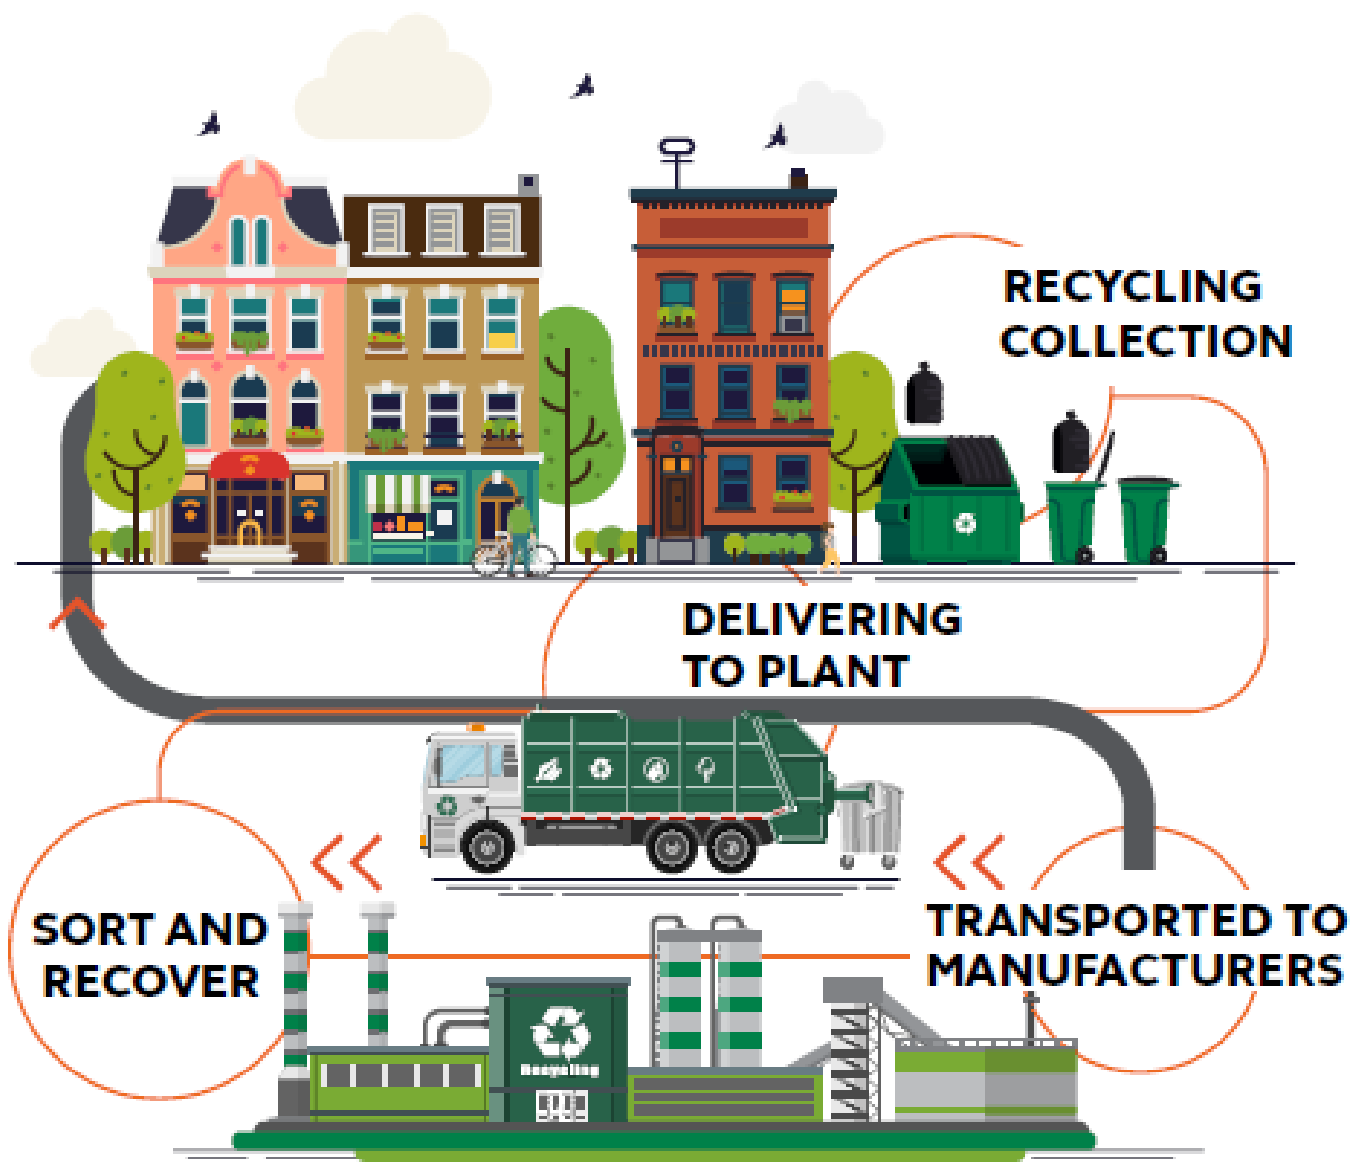 RECYCLING
COLLECTION
DELIVERING
TO PLANT
SORT AND
RECOVER
TRANSPORTED TO
MANUFACTURERS
Recycling